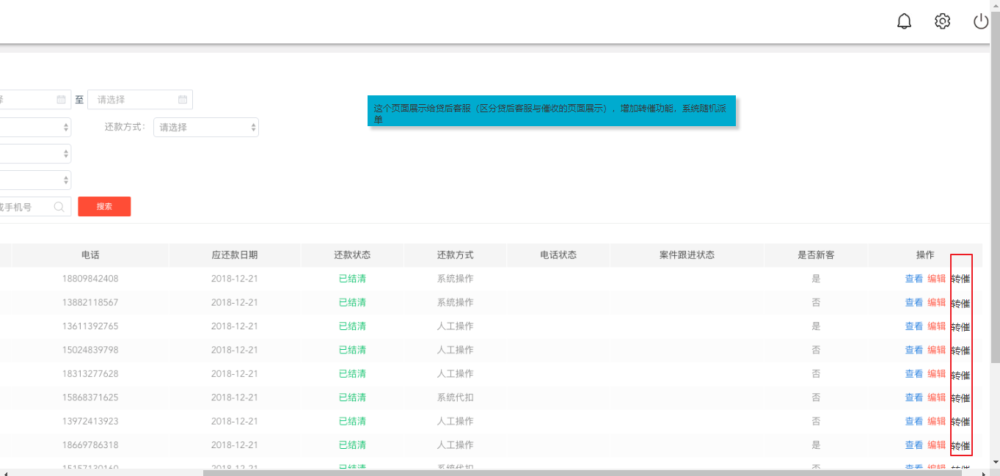 至 请选择
还款方式： 请选择
这个页面展示给贷后客服（区分贷后客服与催收的页面展示），增加转催功能，系统随机派
单
或手机号 搜索
电话 应还款日期 还款状态 还款方式 电话状态 案件跟进状态 是否新客 操作
18809842408 2018-12-21 已结清 系统操作 是 查看 编辑 转催
13882118567 2018-12-21 已结清 系统操作 否 查看 编辑 转催
13611392765 2018-12-21 已结清 人工操作 是 查看 编辑 转催
15024839798 2018-12-21 已结清 人工操作 否 查看 编辑 转催
18313277628 2018-12-21 已结清 人工操作 否 查看 编辑 转催
15868371625 2018-12-21 已结清 系统代扣 否 查看 编辑 转催
13972413923 2018-12-21 已结清 人工操作 否 查看 编辑 转催
18669786318 2018-12-21 已结清 人工操作 是 查看 编辑 转催
15157130160 2018-12-21 已结清 系统代扣 否 查看 编辑 转催